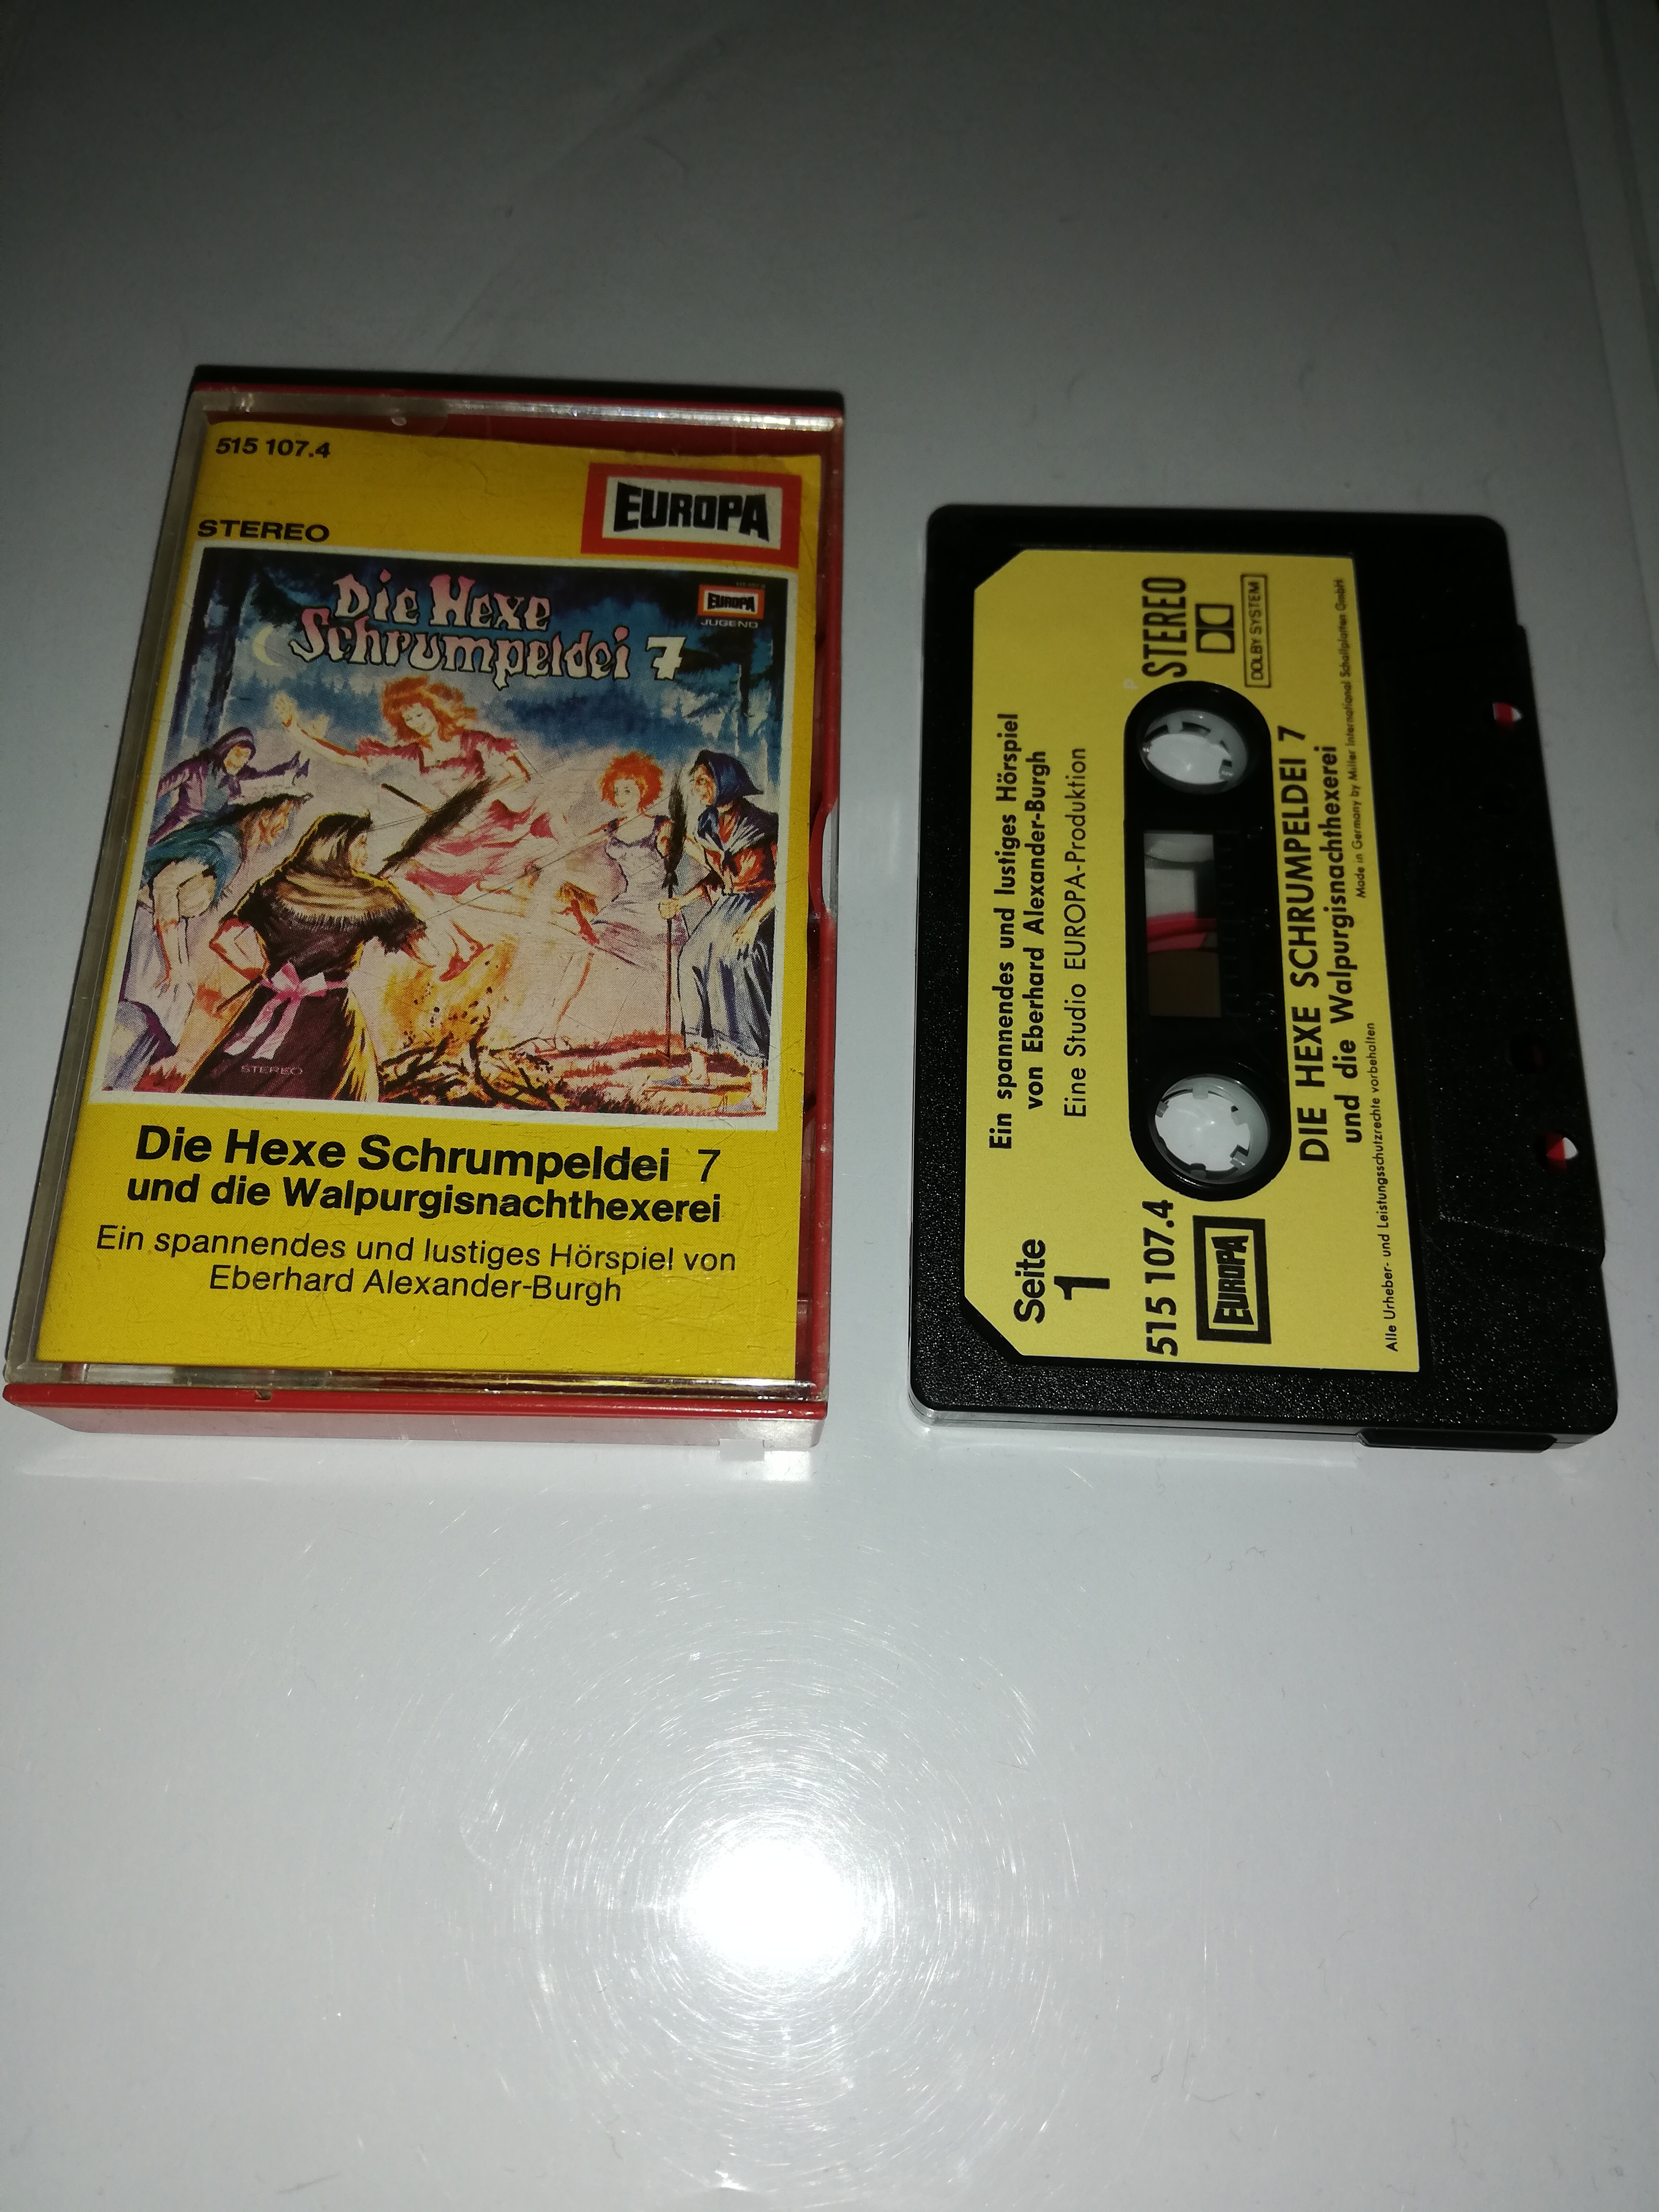 515 107.4
EUROPA
STEREO
Die Hexe
Schrumpeldei 7
EUROPA
JUGEND
STEREO
Die Hexe Schrumpeldei 7
und die Walpurgisnachthexerei
Ein spannendes und lustiges Hörspiel von
Eberhard Alexander-Burgh
Ein spannendes und lustiges Hörspiel
von Eberhard Alexander-Burgh
Eine Studio EUROPA-Produktion
Seite
1
515 107.4
EUROPA
STEREO
DOLBY SYSTEM
DIE HEXE SCHRUMPELDEI 7
und die Walpurgisnachthexerei
Made in Germany by Miller International Schallplatten GmbH
Alle Urheber- und Leistungsschutzrechte vorbehalten